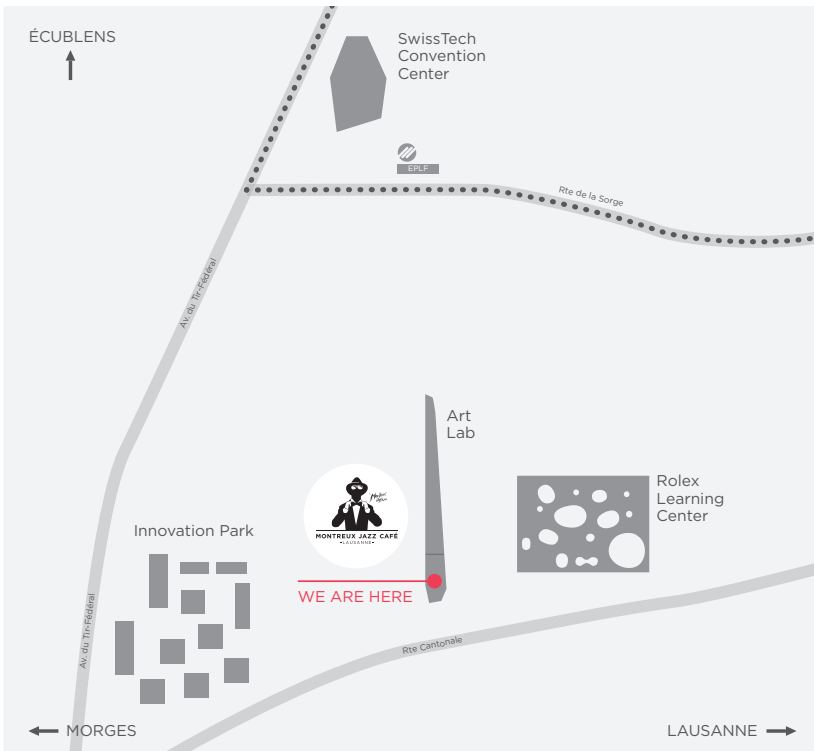 ÉCUBLENS
SwissTech
Convention
Center
EPLF
Rte de la Sorge
Av. du Tir-Fédéral
Art
Lab
Rolex
Learning
Center
Montreux
MONTREUX JAZZ CAFÉ
-LAUSANNE-
Innovation Park
WE ARE HERE
Av. du Tir-Fédéral
Rte Cantonale
MORGES
LAUSANNE